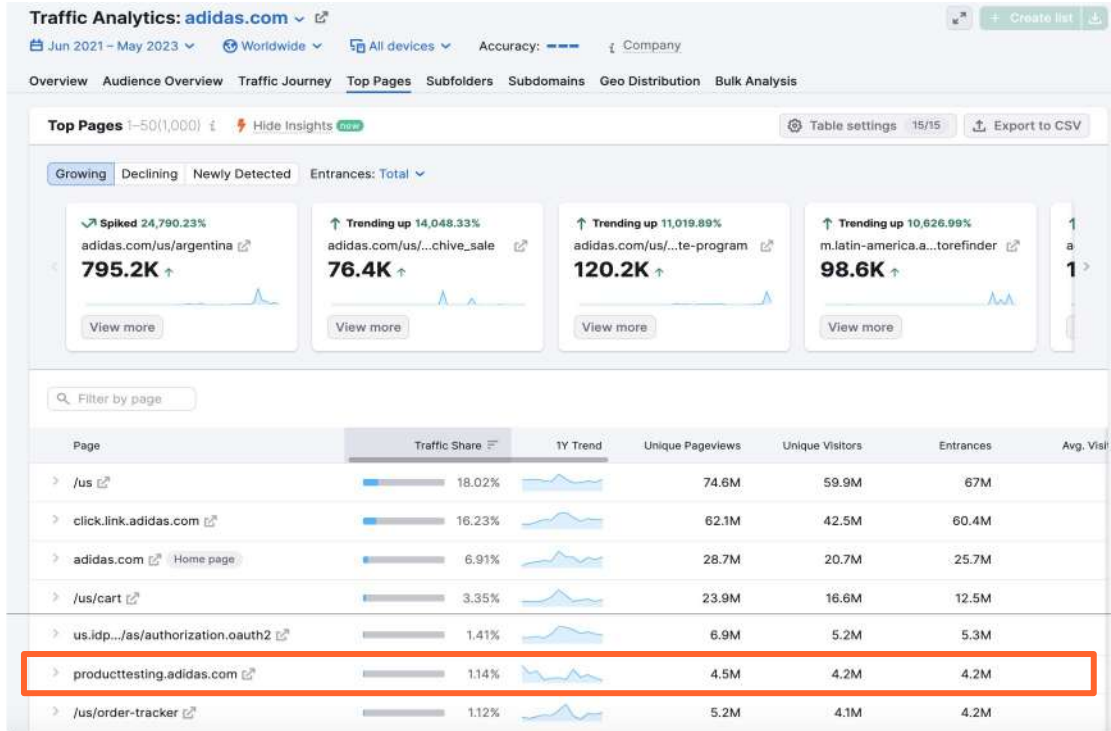 Traffic Analytics: adidas.com
+ Create list
Jun 2021 – May 2023 Worldwide All devices Accuracy: i Company
Overview Audience Overview Traffic Journey Top Pages Subfolders Subdomains Geo Distribution Bulk Analysis
Top Pages 1–50(1,000) i Hide Insights new Table settings 15/15 Export to CSV
Growing Declining Newly Detected Entrances: Total
Spiked 24,790.23%
adidas.com/us/argentina
795.2K
View more
Trending up 14,048.33%
adidas.com/us/...chive_sale
76.4K
View more
Trending up 11,019.89%
adidas.com/us/...te-program
120.2K
View more
Trending up 10,626.99%
m.latin-america.a...torefinder
98.6K
View more
Filter by page
Page Traffic Share 1Y Trend Unique Pageviews Unique Visitors Entrances Avg. Visi
/us 18.02% 74.6M 59.9M 67M
click.link.adidas.com 16.23% 62.1M 42.5M 60.4M
adidas.com Home page 6.91% 28.7M 20.7M 25.7M
/us/cart 3.35% 23.9M 16.6M 12.5M
us.idp.../as/authorization.oauth2 1.41% 6.9M 5.2M 5.3M
producttesting.adidas.com 1.14% 4.5M 4.2M 4.2M
/us/order-tracker 1.12% 5.2M 4.1M 4.2M